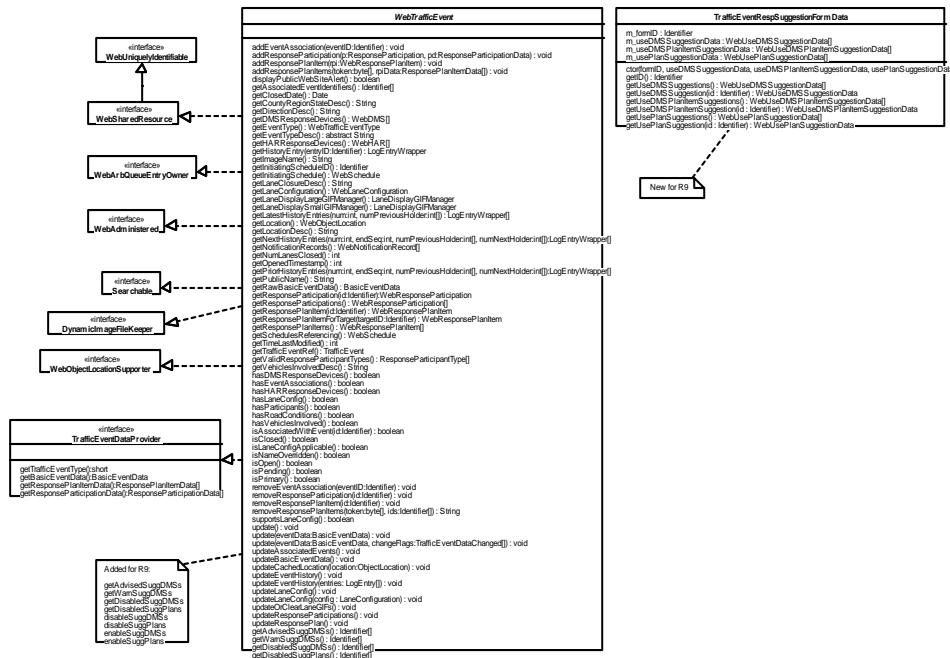 «interface»
WebUniquelyIdentifiable
«interface»
WebSharedResource
«interface»
WebArbQueueEntryOwner
«interface»
WebAdministered
«interface»
Searchable
«interface»
DynamicImageFileKeeper
«interface»
WebObjectLocationSupporter
«interface»
TrafficEventDataProvider
getTrafficEventType():short
getBasicEventData():BasicEventData
getResponsePlanItemData():ResponsePlanItemData[]
getResponseParticipationData():ResponseParticipationData[]
Added for R9:
getAdvisedSuggDMSs
getWarnSuggDMSs
getDisabledSuggDMSs
getDisabledSuggPlans
disableSuggDMSs
disableSuggPlans
enableSuggDMSs
enableSuggPlans
WebTrafficEvent
addEventAssociation(eventID:Identifier) : void
addResponseParticipation(p:ResponseParticipation, pd:ResponseParticipationData) : void
addResponsePlanItem(rpi:WebResponsePlanItem) : void
addResponsePlanItems(token:byte[], rpiData:ResponsePlanItemData[]) : void
displayPublicWebSiteAlert() : boolean
getAssociatedEventIdentifiers() : Identifier[]
getClosedDate() : Date
getCountyRegionStateDesc() : String
getDirectionDesc() : String
getDMSResponseDevices() : WebDMS[]
getEventType() : WebTrafficEventType
getEventTypeDesc() : abstract String
getHARResponseDevices() : WebHAR[]
getHistoryEntry(entryID:Identifier) : LogEntryWrapper
getImageName() : String
getInitiatingScheduleID() : Identifier
getInitiatingSchedule() : WebSchedule
getLaneClosureDesc() : String
getLaneConfiguration() : WebLaneConfiguration
getLaneDisplayLargeGIFManager() : LaneDisplayGIFManager
getLaneDisplaySmallGIFManager() : LaneDisplayGIFManager
getLatestHistoryEntries(num:int, numPreviousHolder:int[]) : LogEntryWrapper[]
getLocation() : WebObjectLocation
getLocationDesc() : String
getNextHistoryEntries(num:int, endSeq:int, numPreviousHolder:int[], numNextHolder:int[]):LogEntryWrapper[]
getNotificationRecords() : WebNotificationRecord[]
getNumLanesClosed() : int
getOpenedTimestamp() : int
getPriorHistoryEntries(num:int, endSeq:int, numPreviousHolder:int[], numNextHolder:int[]):LogEntryWrapper[]
getPublicName() : String
getRawBasicEventData() : BasicEventData
getResponseParticipation(id:Identifier):WebResponseParticipation
getResponseParticipations() : WebResponseParticipation[]
getResponsePlanItem(id:Identifier) : WebResponsePlanItem
getResponsePlanItemForTarget(targetID:Identifier) : WebResponsePlanItem
getResponsePlanItems() : WebResponsePlanItem[]
getSchedulesReferencing() : WebSchedule
getTimeLastModified() : int
getTrafficEventRef() : TrafficEvent
getValidResponseParticipantTypes() : ResponseParticipantType[]
getVehiclesInvolvedDesc() : String
hasDMSResponseDevices() : boolean
hasEventAssociations() : boolean
hasHARResponseDevices() : boolean
hasLaneConfig() : boolean
hasParticipants() : boolean
hasRoadConditions() : boolean
hasVehiclesInvolved() : boolean
isAssociatedWithEvent(id:Identifier) : boolean
isClosed() : boolean
isLaneConfigApplicable() : boolean
isNameOverridden() : boolean
isOpen() : boolean
isPending() : boolean
isPrimary() : boolean
removeEventAssociation(eventID:Identifier) : void
removeResponseParticipation(id:Identifier) : void
removeResponsePlanItem(id:Identifier) : void
removeResponsePlanItems(token:byte[], ids:Identifier[]) : String
supportsLaneConfig() : boolean
update() : void
update(eventData:BasicEventData) : void
update(eventData:BasicEventData, changeFlags:TrafficEventDataChanged[]) : void
updateAssociatedEvents() : void
updateBasicEventData() : void
updateCachedLocation(location:ObjectLocation) : void
updateEventHistory() : void
updateEventHistory(entries: LogEntry[]) : void
updateLaneConfig() : void
updateLaneConfig(config : LaneConfiguration) : void
updateOrClearLaneGIFs() : void
updateResponseParticipations() : void
updateResponsePlan() : void
getAdvisedSuggDMSs() : Identifier[]
getWarnSuggDMSs() : Identifier[]
getDisabledSuggDMSs() : Identifier[]
getDisabledSuggPlans() : Identifier[]
TrafficEventRespSuggestionFormData
m_formID : Identifier
m_useDMSSuggestionData : WebUseDMSSuggestionData[]
m_useDMSPlanItemSuggestionData : WebUseDMSPlanItemSuggestionData[]
m_usePlanSuggestionData : WebUsePlanSuggestionData[]
ctor(formID, useDMSSuggestionData, useDMSPlanItemSuggestionData, usePlanSuggestionDat
getID() : Identifier
getUseDMSSuggestions() : WebUseDMSSuggestionData[]
getUseDMSSuggestion(id : Identifier) : WebUseDMSSuggestionData
getUseDMSPlanItemSuggestions() : WebUseDMSPlanItemSuggestionData[]
getUseDMSPlanItemSuggestion(id : Identifier) : WebUseDMSPlanItemSuggestionData
getUsePlanSuggestions() : WebUsePlanSuggestionData[]
getUsePlanSuggestion(id : Identifier) : WebUsePlanSuggestionData
New for R9